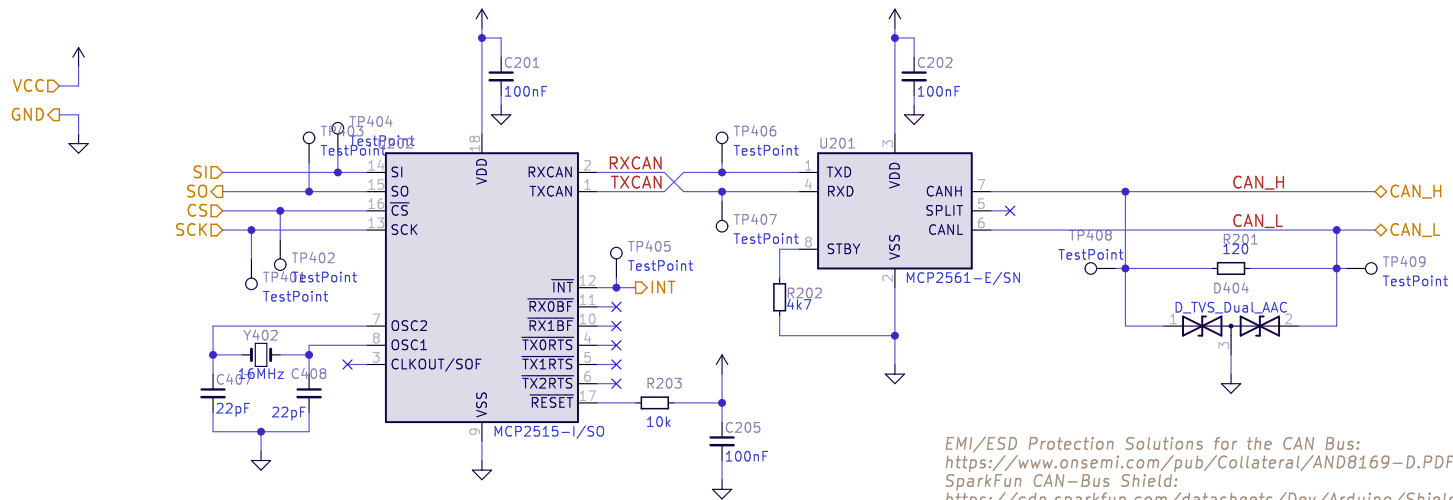 VCC
GND
C201
100nF
C202
100nF
TP403
TestPoint
TP404
TestPoint
SI
SO
CS
SCK
14
15
16
13
18
VDD
SI
SO
CS
SCK
RXCAN
TXCAN
2
1
RXCAN
TXCAN
TP406
TestPoint
TP407
TestPoint
U201
1
4
8
3
VDD
TXD
RXD
STBY
CANH
SPLIT
CANL
VSS
2
7
5
6
MCP2561-E/SN
CAN_H
CAN_L
CAN_H
CAN_L
TP402
TestPoint
TestPoint
TP405
TestPoint
INT
12
INT
RX0BF
11
RX1BF
10
TX0RTS
4
TX1RTS
5
TX2RTS
6
RESET
17
OSC2
7
OSC1
8
CLKOUT/SOF
3
VSS
9
MCP2515-I/SO
Y402
16MHz
C407
22pF
C408
22pF
R202
4k7
R203
10k
C205
100nF
TP408
TestPoint
R201
120
TP409
TestPoint
D404
D_TVS_Dual_AAC
1
2
3
EMI/ESD Protection Solutions for the CAN Bus:
https://www.onsemi.com/pub/Collateral/AND8169-D.PDF
SparkFun CAN-Bus Shield: